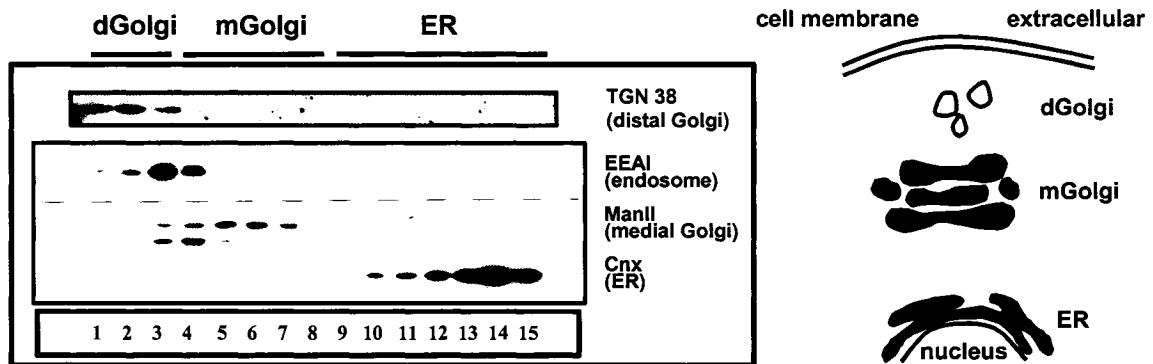 dGolgi mGolgi ER
TGN 38
(distal Golgi)
EEAI
(endosome)
ManII
(medial Golgi)
Cnx
(ER)
1 2 3 4 5 6 7 8 9 10 11 12 13 14 15
cell membrane extracellular
dGolgi
mGolgi
ER
nucleus